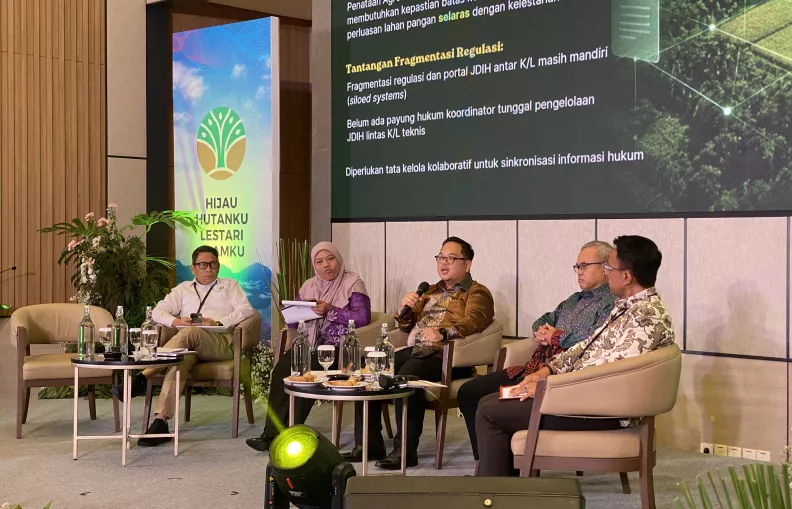 Penataan Agro
membutuhkan kepastian batas
perluasan lahan pangan selaras dengan kelestarian
Tantangan Fragmentasi Regulasi:
Fragmentasi regulasi dan portal JDIH antar K/L masih mandiri
(siloed systems)
Belum ada payung hukum koordinator tunggal pengelolaan
JDIH lintas K/L teknis
Diperlukan tata kelola kolaboratif untuk sinkronisasi informasi hukum
HIJAU
HUTANKU
LESTARI
AMKU